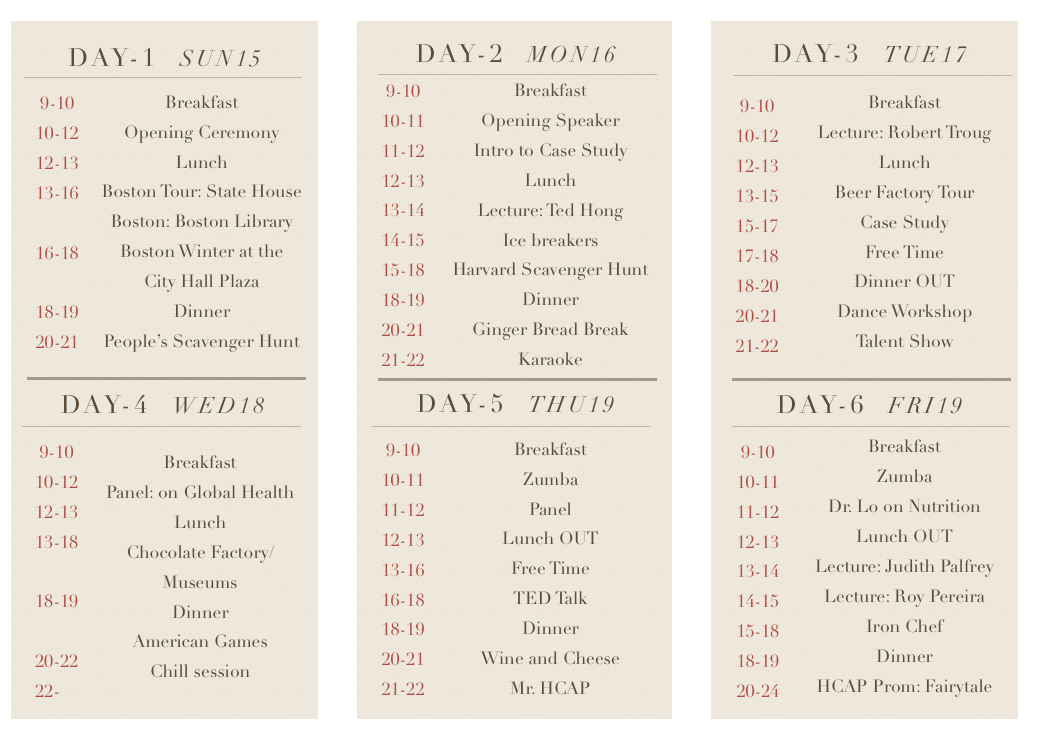 DAY-1 SUN15
9-10 Breakfast
10-12 Opening Ceremony
12-13 Lunch
13-16 Boston Tour: State House
Boston: Boston Library
16-18 Boston Winter at the
City Hall Plaza
18-19 Dinner
20-21 People's Scavenger Hunt
DAY-2 MON16
9-10 Breakfast
10-11 Opening Speaker
11-12 Intro to Case Study
12-13 Lunch
13-14 Lecture: Ted Hong
14-15 Ice breakers
15-18 Harvard Scavenger Hunt
18-19 Dinner
20-21 Ginger Bread Break
21-22 Karaoke
DAY-3 TUE17
9-10 Breakfast
10-12 Lecture: Robert Troug
12-13 Lunch
13-15 Beer Factory Tour
15-17 Case Study
17-18 Free Time
18-20 Dinner OUT
20-21 Dance Workshop
21-22 Talent Show
DAY-4 WED18
9-10 Breakfast
10-12 Panel: on Global Health
12-13 Lunch
13-18 Chocolate Factory/
Museums
18-19 Dinner
American Games
20-22 Chill session
22-
DAY-5 THU19
9-10 Breakfast
10-11 Zumba
11-12 Panel
12-13 Lunch OUT
13-16 Free Time
16-18 TED Talk
18-19 Dinner
20-21 Wine and Cheese
21-22 Mr. HCAP
DAY-6 FRI19
9-10 Breakfast
10-11 Zumba
11-12 Dr. Lo on Nutrition
12-13 Lunch OUT
13-14 Lecture: Judith Palfrey
14-15 Lecture: Roy Pereira
15-18 Iron Chef
18-19 Dinner
20-24 HCAP Prom: Fairytale